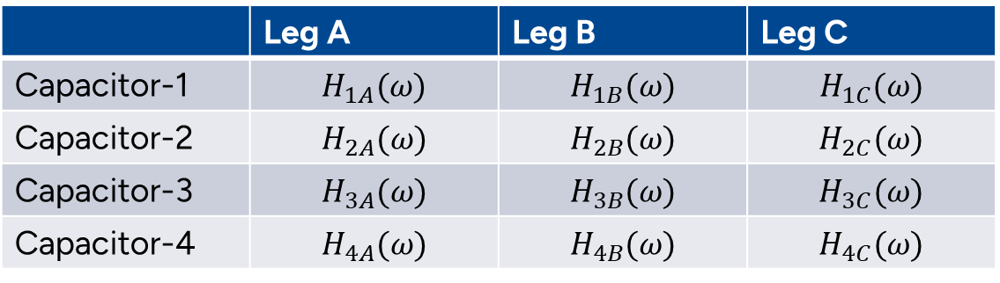 Leg A Leg B Leg C
Capacitor-1 H₁A(ω) H₁B(ω) H₁C(ω)
Capacitor-2 H₂A(ω) H₂B(ω) H₂C(ω)
Capacitor-3 H₃A(ω) H₃B(ω) H₃C(ω)
Capacitor-4 H₄A(ω) H₄B(ω) H₄C(ω)